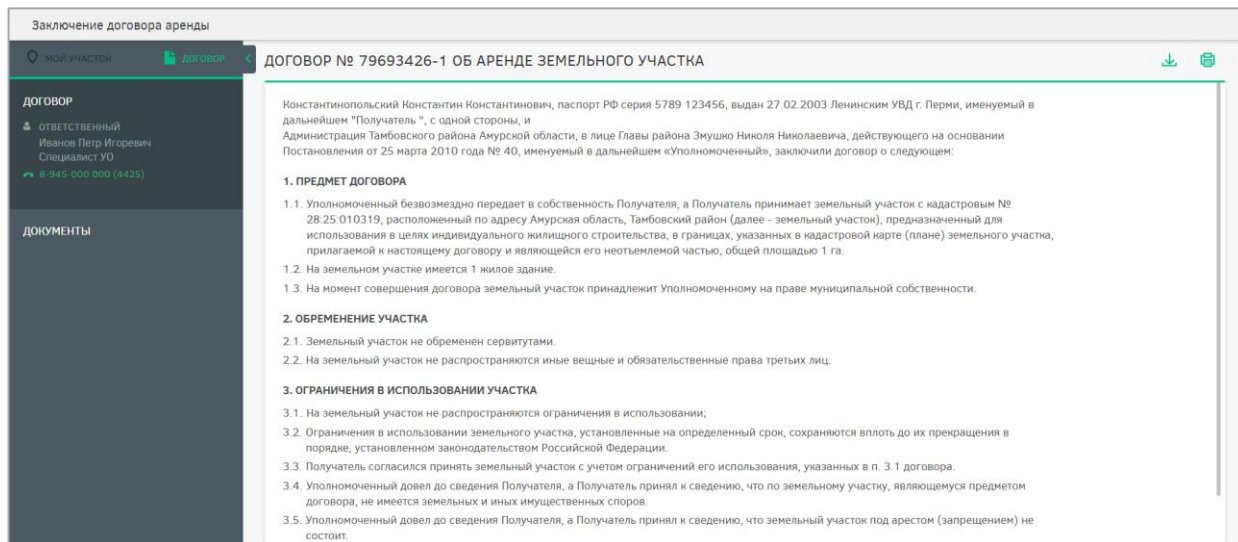 Заключение договора аренды
МОЙ УЧАСТОК
ДОГОВОР
ДОГОВОР
ОТВЕТСТВЕННЫЙ
Иванов Петр Игоревич
Специалист УО
8-945-000 000 (4425)
ДОКУМЕНТЫ
ДОГОВОР № 79693426-1 ОБ АРЕНДЕ ЗЕМЕЛЬНОГО УЧАСТКА
Константинопольский Константин Константинович, паспорт РФ серия 5789 123456, выдан 27.02.2003 Ленинским УВД г. Перми, именуемый в
дальнейшем "Получатель ", с одной стороны, и
Администрация Тамбовского района Амурской области, в лице Главы района Змушко Николя Николаевича, действующего на основании
Постановления от 25 марта 2010 года № 40, именуемый в дальнейшем «Уполномоченный», заключили договор о следующем:
1. ПРЕДМЕТ ДОГОВОРА
1.1. Уполномоченный безвозмездно передает в собственность Получателя, а Получатель принимает земельный участок с кадастровым №
28:25:010319, расположенный по адресу Амурская область, Тамбовский район (далее - земельный участок), предназначенный для
использования в целях индивидуального жилищного строительства, в границах, указанных в кадастровой карте (плане) земельного участка,
прилагаемой к настоящему договору и являющейся его неотъемлемой частью, общей площадью 1 га.
1.2. На земельном участке имеется 1 жилое здание.
1.3. На момент совершения договора земельный участок принадлежит Уполномоченному на праве муниципальной собственности.
2. ОБРЕМЕНЕНИЕ УЧАСТКА
2.1. Земельный участок не обременен сервитутами.
2.2. На земельный участок не распространяются иные вещные и обязательственные права третьих лиц.
3. ОГРАНИЧЕНИЯ В ИСПОЛЬЗОВАНИИ УЧАСТКА
3.1. На земельный участок не распространяются ограничения в использовании;
3.2. Ограничения в использовании земельного участка, установленные на определенный срок, сохраняются вплоть до их прекращения в
порядке, установленном законодательством Российской Федерации.
3.3. Получатель согласился принять земельный участок с учетом ограничений его использования, указанных в п. 3.1 договора.
3.4. Уполномоченный довел до сведения Получателя, а Получатель принял к сведению, что по земельному участку, являющемуся предметом
договора, не имеется земельных и иных имущественных споров.
3.5. Уполномоченный довел до сведения Получателя, а Получатель принял к сведению, что земельный участок под арестом (запрещением) не
состоит.